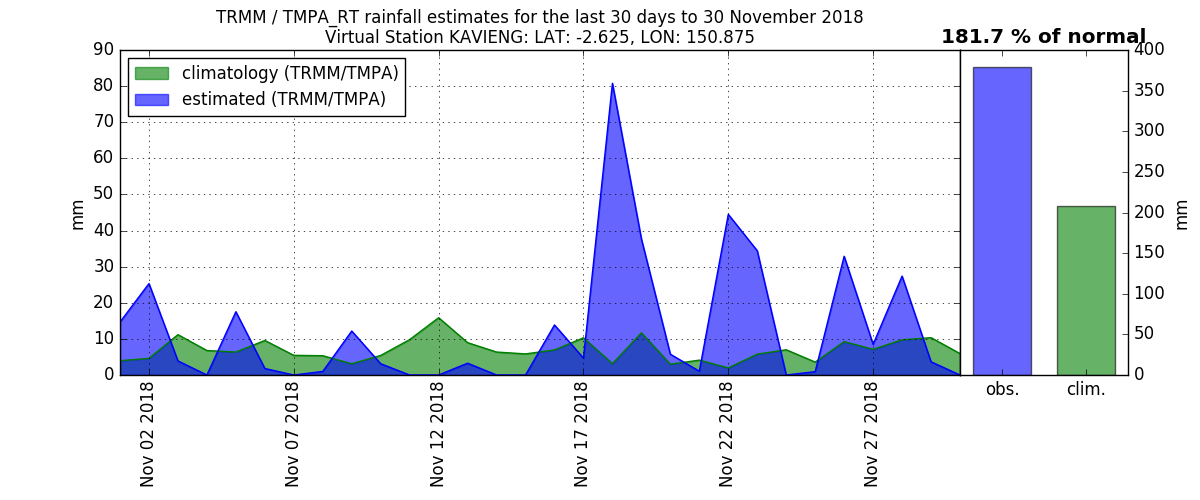 TRMM / TMPA_RT rainfall estimates for the last 30 days to 30 November 2018
Virtual Station KAVIENG: LAT: -2.625, LON: 150.875
181.7 % of normal
climatology (TRMM/TMPA)
estimated (TRMM/TMPA)
90
80
70
60
50
40
30
20
10
0
mm
Nov 02 2018
Nov 07 2018
Nov 12 2018
Nov 17 2018
Nov 22 2018
Nov 27 2018
400
350
300
250
200
150
100
50
0
mm
obs.
clim.